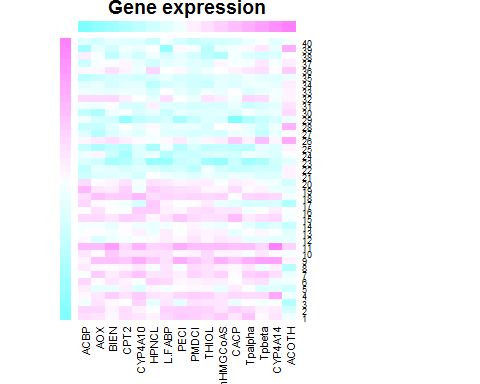 Gene expression
40
39
38
37
36
35
34
33
32
31
30
29
28
27
26
25
24
23
22
21
20
19
18
17
16
15
14
13
12
11
10
9
8
7
6
5
4
3
2
1
ACBP
AOX
BIEN
CPT2
CYP4A10
HPNCL
L.FABP
PECI
PMDCI
THIOL
mHMGCoAS
CACP
Tpalpha
Tpbeta
CYP4A14
ACOTH